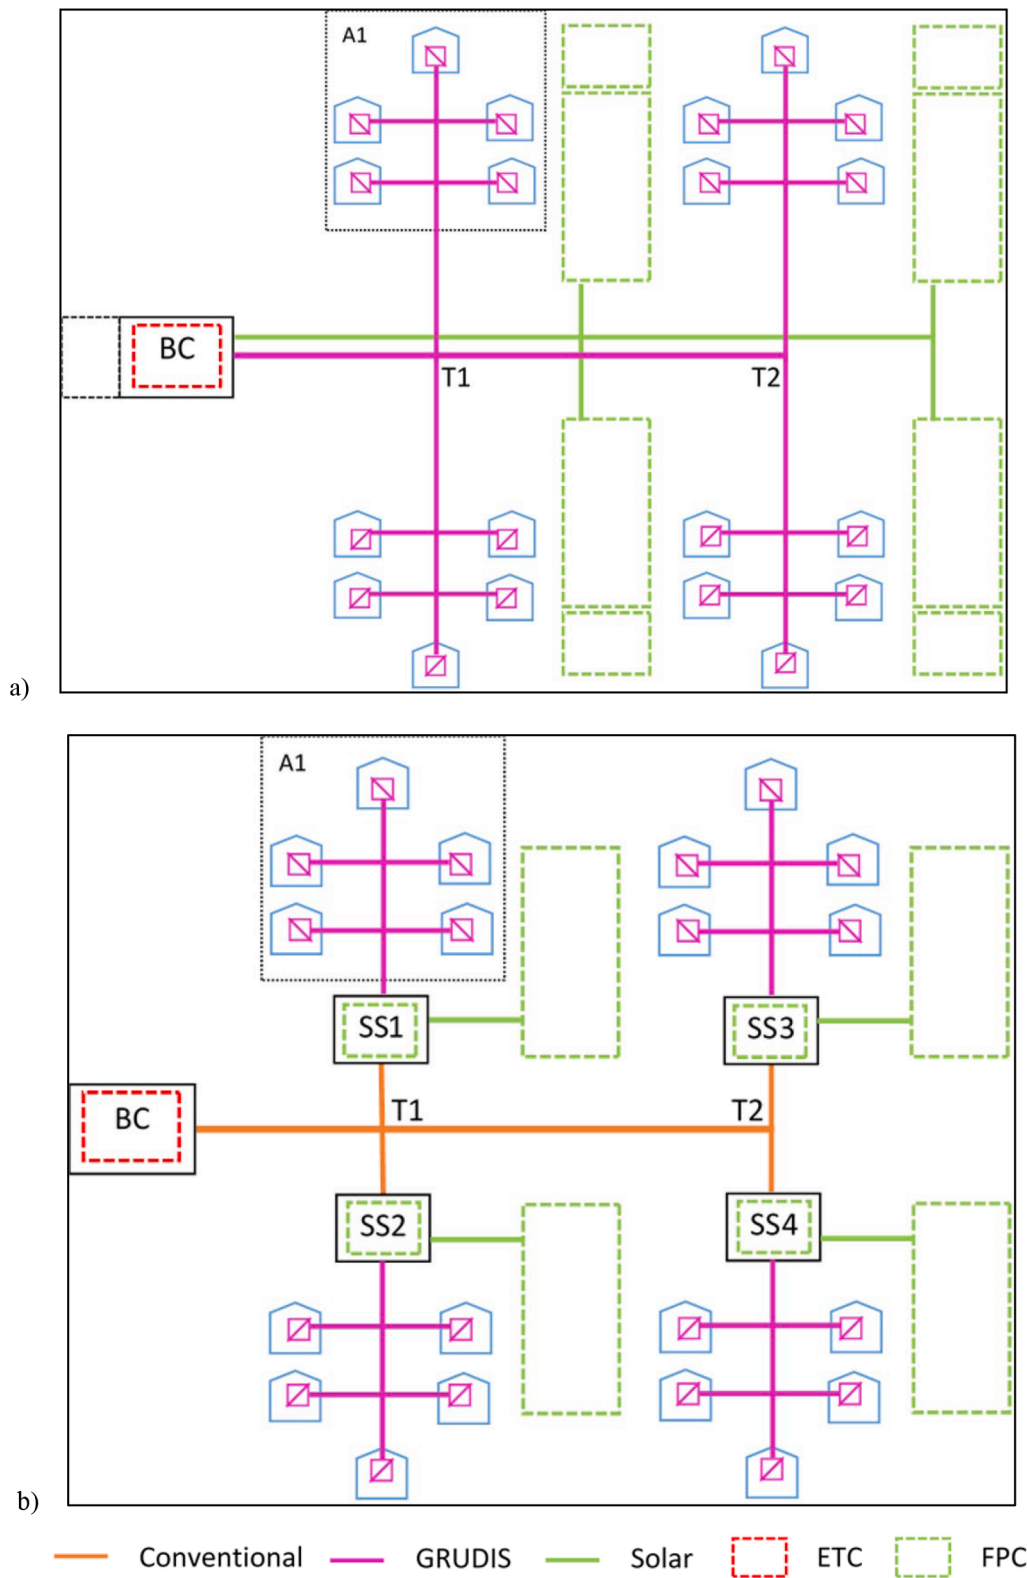 A1
BC
T1 T2
a)
A1
SS1 SS3
T1 T2
BC
SS2 SS4
b)
Conventional GRUDIS Solar ETC FPC